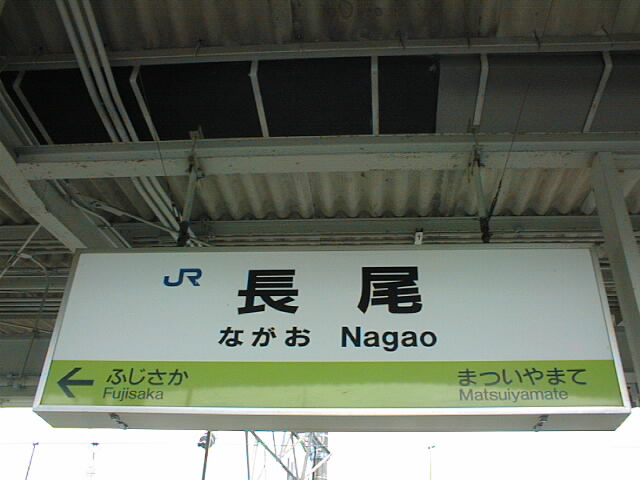 JR 長尾
ながお Nagao
← ふじさか まついやまて
Fujisaka Matsuiyamate